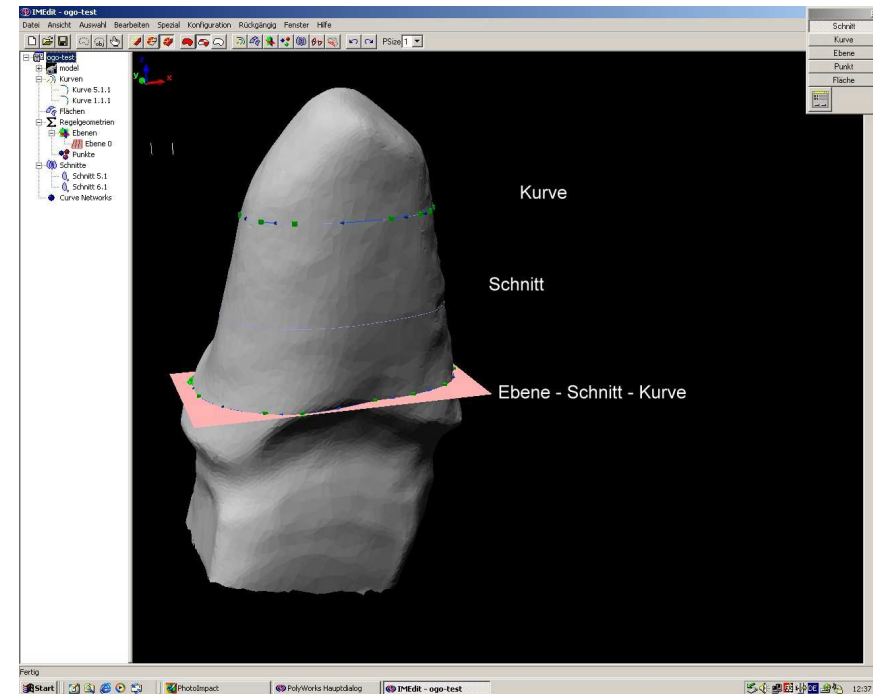 IMEdit - ogo-test
Datei Ansicht Auswahl Bearbeiten Spezial Konfiguration Rückgängig Fenster Hilfe
PSize 1
Schnitt
Kurve
Ebene
Punkt
Fläche
ogo-test
model
Kurven
Kurve 5.1.1
Kurve 1.1.1
Flächen
Regelgeometrien
Ebenen
Ebene 0
Punkte
Schnitte
Schnitt 5.1
Schnitt 6.1
Curve Networks
z
y x
Kurve
Schnitt
Ebene - Schnitt - Kurve
Fertig
Start PhotoImpact PolyWorks Hauptdialog IMEdit - ogo-test 12:37